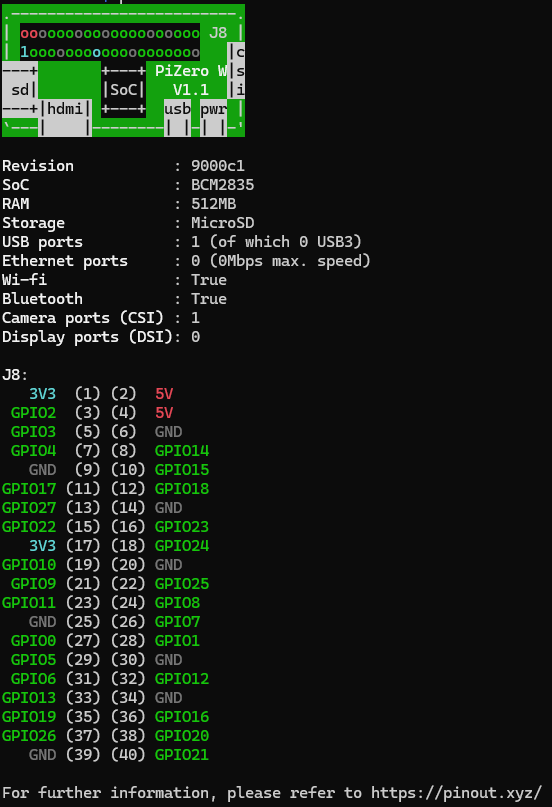 .-------------------------.
| oooooooooooooooooooo J8 |
| 1ooooooooooooooooooo   |c
---+       +---+ PiZero W|s
 sd|       |SoC|   V1.1  |i
---+|hdmi| +---+  usb pwr |
`---|    |--------| |-| |-'
Revision           : 9000c1
SoC                : BCM2835
RAM                : 512MB
Storage            : MicroSD
USB ports          : 1 (of which 0 USB3)
Ethernet ports     : 0 (0Mbps max. speed)
Wi-fi              : True
Bluetooth          : True
Camera ports (CSI) : 1
Display ports (DSI): 0
J8:
   3V3  (1) (2)  5V
 GPIO2  (3) (4)  5V
 GPIO3  (5) (6)  GND
 GPIO4  (7) (8)  GPIO14
   GND  (9) (10) GPIO15
GPIO17 (11) (12) GPIO18
GPIO27 (13) (14) GND
GPIO22 (15) (16) GPIO23
   3V3 (17) (18) GPIO24
GPIO10 (19) (20) GND
 GPIO9 (21) (22) GPIO25
GPIO11 (23) (24) GPIO8
   GND (25) (26) GPIO7
 GPIO0 (27) (28) GPIO1
 GPIO5 (29) (30) GND
 GPIO6 (31) (32) GPIO12
GPIO13 (33) (34) GND
GPIO19 (35) (36) GPIO16
GPIO26 (37) (38) GPIO20
   GND (39) (40) GPIO21
For further information, please refer to https://pinout.xyz/